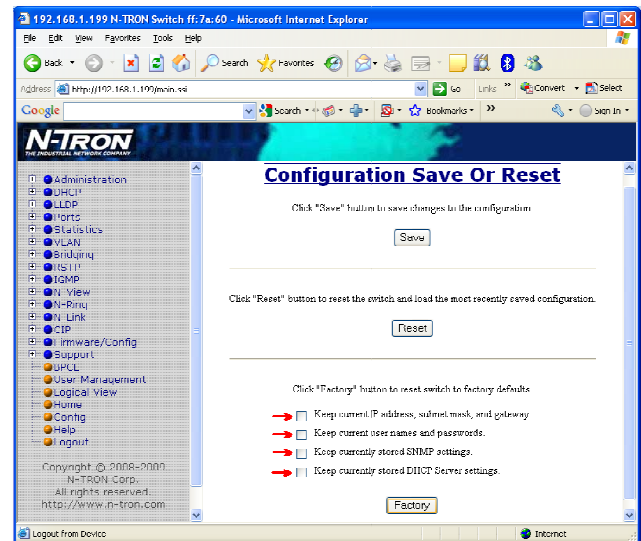 192.168.1.199 N-TRON Switch ff:7a:60 - Microsoft Internet Explorer
File Edit View Favorites Tools Help
Back Search Favorites
Address http://192.168.1.199/main.ssi Go Links » Convert Select
Google Search Bookmarks » Sign In
N-TRON
THE INDUSTRIAL NETWORK COMPANY
Administration
DHCP
LLDP
Ports
Statistics
VLAN
Bridging
RSTP
IGMP
N-View
N-Ring
N-Link
CIP
Firmware/Config
Support
BPCL
User Management
Logical View
Home
Config
Help
Logout
Copyright © 2008-2009
N-TRON Corp.
All rights reserved.
http://www.n-tron.com
Configuration Save Or Reset
Click "Save" button to save changes to the configuration
Save
Click "Reset" button to reset the switch and load the most recently saved configuration.
Reset
Click "Factory" button to reset switch to factory defaults
Keep current IP address, subnet mask, and gateway
Keep current user names and passwords.
Keep currently stored SNMP settings.
Keep currently stored DHCP Server settings.
Factory
Logout from Device Internet